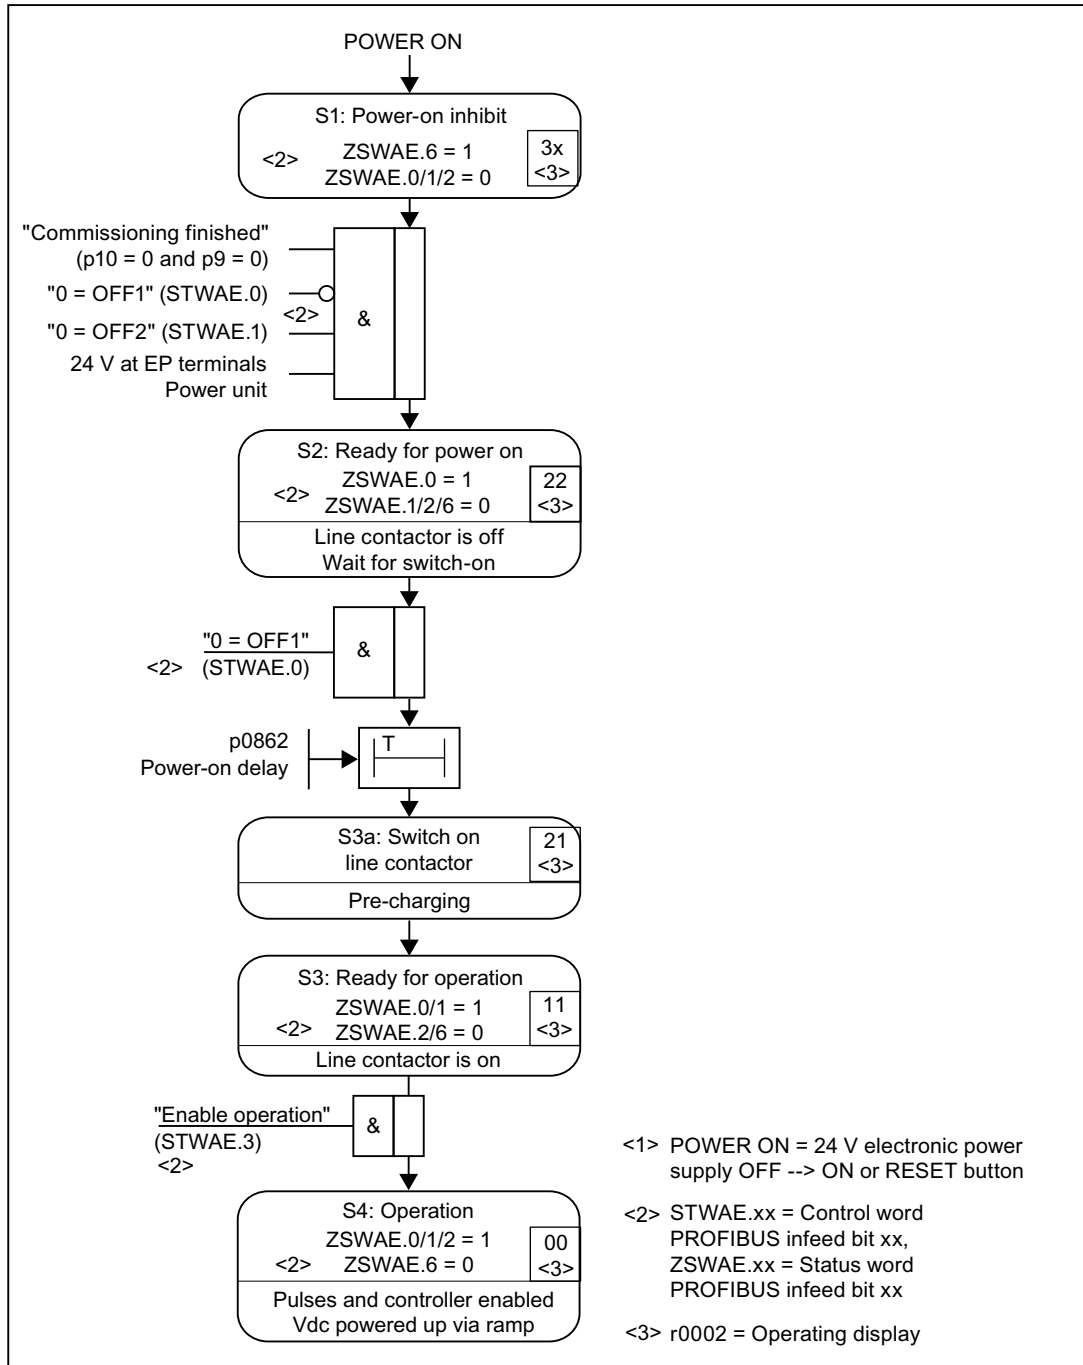 POWER ON
S1: Power-on inhibit
<2>
ZSWAE.6 = 1
ZSWAE.0/1/2 = 0
3x
<3>
"Commissioning finished"
(p10 = 0 and p9 = 0)
"0 = OFF1" (STWAE.0)
<2>
"0 = OFF2" (STWAE.1)
24 V at EP terminals
Power unit
&
S2: Ready for power on
<2>
ZSWAE.0 = 1
ZSWAE.1/2/6 = 0
22
<3>
Line contactor is off
Wait for switch-on
"0 = OFF1"
<2> (STWAE.0)
&
p0862
Power-on delay
T
S3a: Switch on
line contactor
21
<3>
Pre-charging
S3: Ready for operation
ZSWAE.0/1 = 1
<2> ZSWAE.2/6 = 0
11
<3>
Line contactor is on
"Enable operation"
(STWAE.3)
<2>
&
S4: Operation
ZSWAE.0/1/2 = 1
<2> ZSWAE.6 = 0
00
<3>
Pulses and controller enabled
Vdc powered up via ramp
<1> POWER ON = 24 V electronic power
supply OFF --> ON or RESET button
<2> STWAE.xx = Control word
PROFIBUS infeed bit xx,
ZSWAE.xx = Status word
PROFIBUS infeed bit xx
<3> r0002 = Operating display